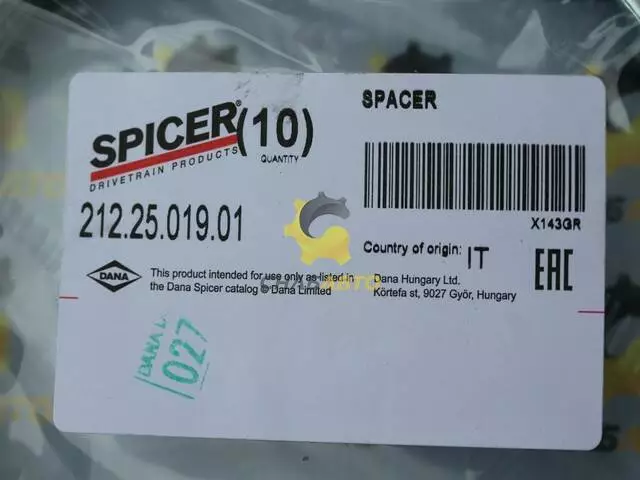 SPICER® (10)
DRIVETRAIN PRODUCTS QUANTITY
212.25.019.01
DANA
This product intended for use only as listed in
the Dana Spicer catalog © Dana Limited
SPACER
X143GR
Country of origin: IT
Dana Hungary Ltd.
Körtefa st, 9027 Győr, Hungary
EAC
СНАБАВТО
DANA
027